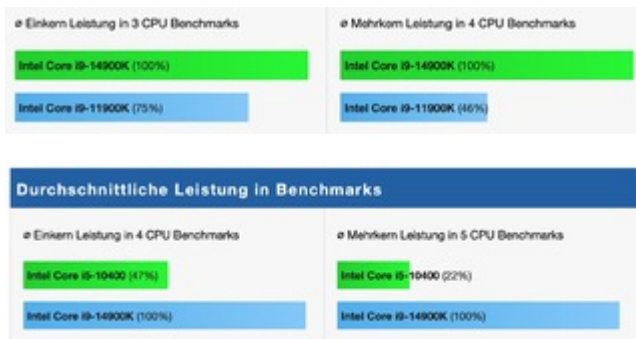 ø Einkern Leistung in 3 CPU Benchmarks
Intel Core i9-14900K (100%)
Intel Core i9-11900K (75%)
ø Mehrkern Leistung in 4 CPU Benchmarks
Intel Core i9-14900K (100%)
Intel Core i9-11900K (46%)
Durchschnittliche Leistung in Benchmarks
ø Einkern Leistung in 4 CPU Benchmarks
Intel Core i5-10400 (47%)
Intel Core i9-14900K (100%)
ø Mehrkern Leistung in 5 CPU Benchmarks
Intel Core i5-10400 (22%)
Intel Core i9-14900K (100%)